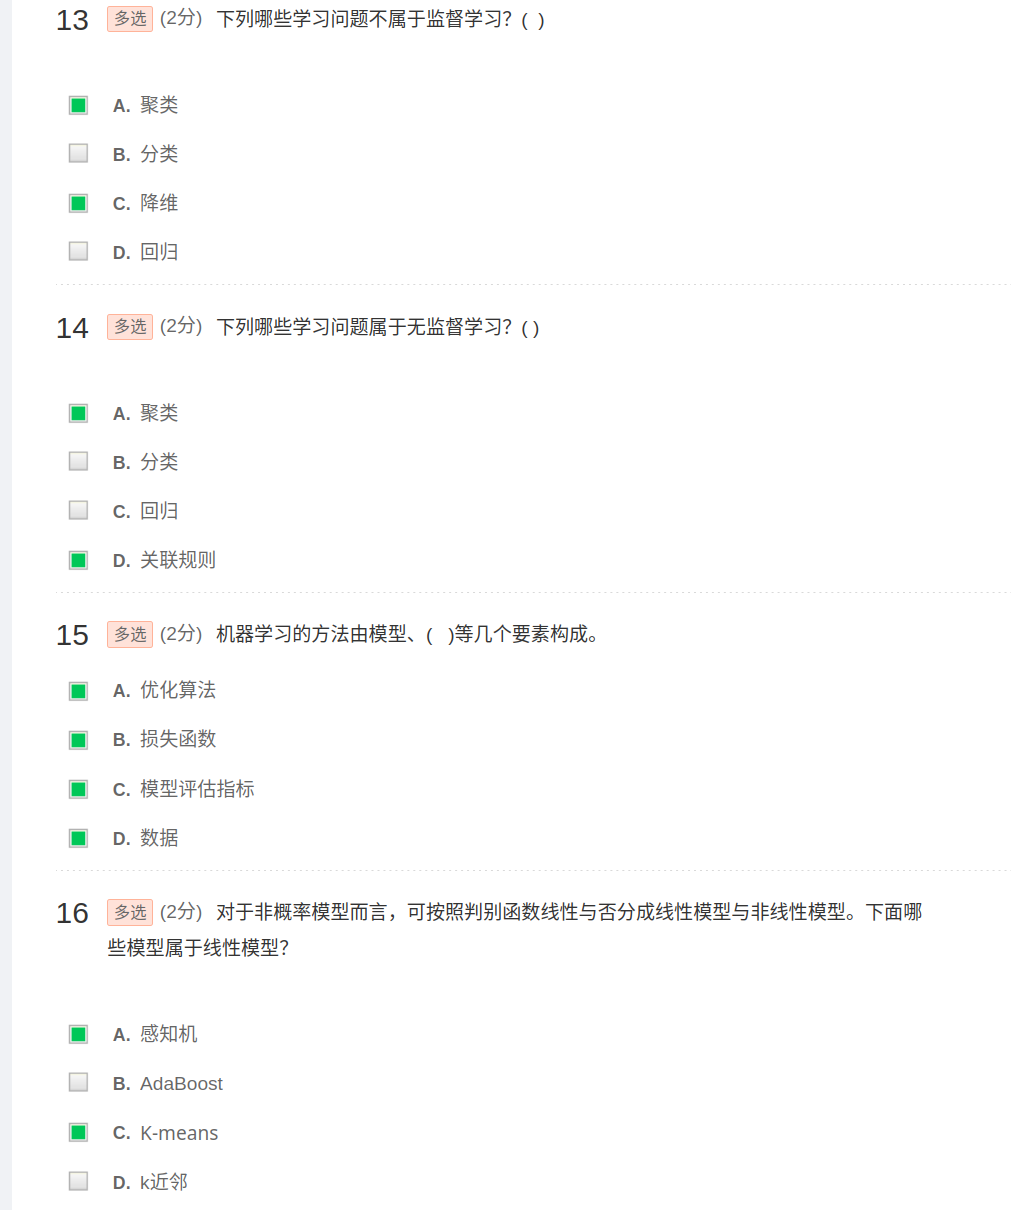 13 多选 (2分) 下列哪些学习问题不属于监督学习？( )
A. 聚类
B. 分类
C. 降维
D. 回归
14 多选 (2分) 下列哪些学习问题属于无监督学习？( )
A. 聚类
B. 分类
C. 回归
D. 关联规则
15 多选 (2分) 机器学习的方法由模型、( )等几个要素构成。
A. 优化算法
B. 损失函数
C. 模型评估指标
D. 数据
16 多选 (2分) 对于非概率模型而言，可按照判别函数线性与否分成线性模型与非线性模型。下面哪
些模型属于线性模型？
A. 感知机
B. AdaBoost
C. K-means
D. k近邻